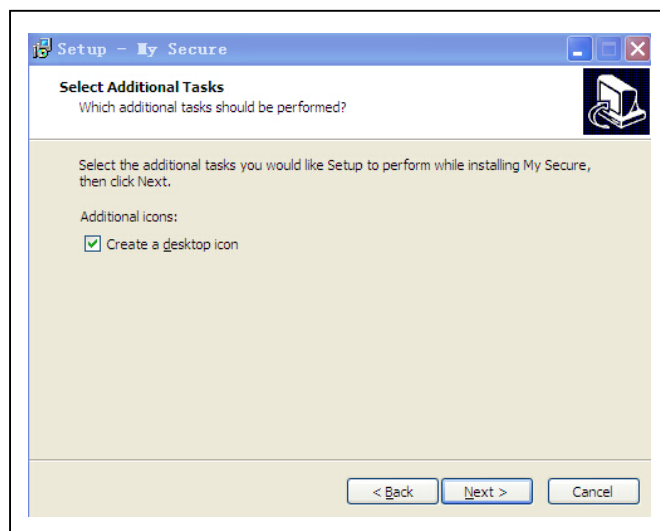 Setup - My Secure
Select Additional Tasks
Which additional tasks should be performed?
Select the additional tasks you would like Setup to perform while installing My Secure,
then click Next.
Additional icons:
Create a desktop icon
< Back
Next >
Cancel